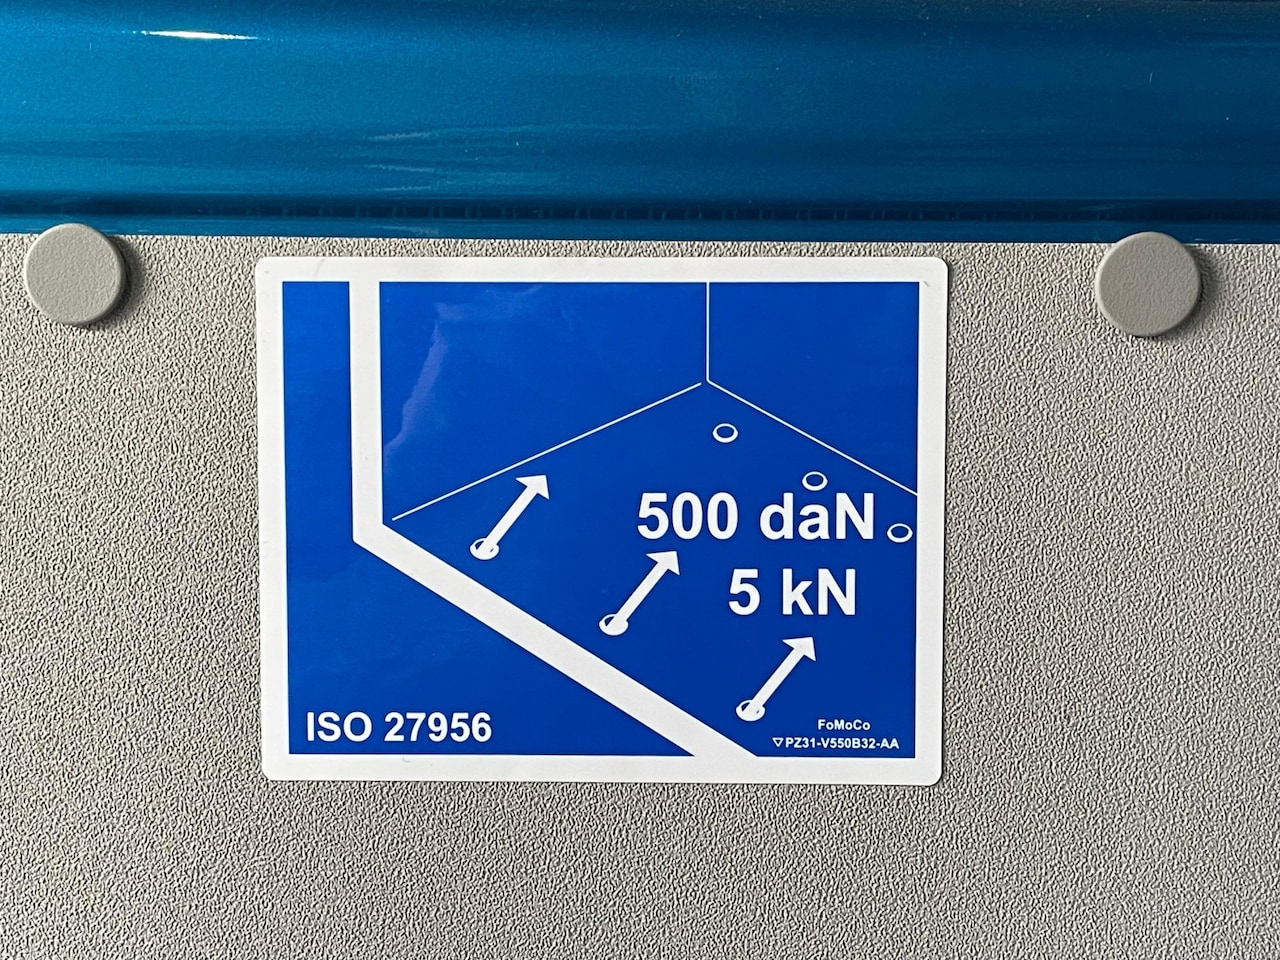 500 daN
5 kN
ISO 27956
FoMoCo
▽PZ31-V550B32-AA